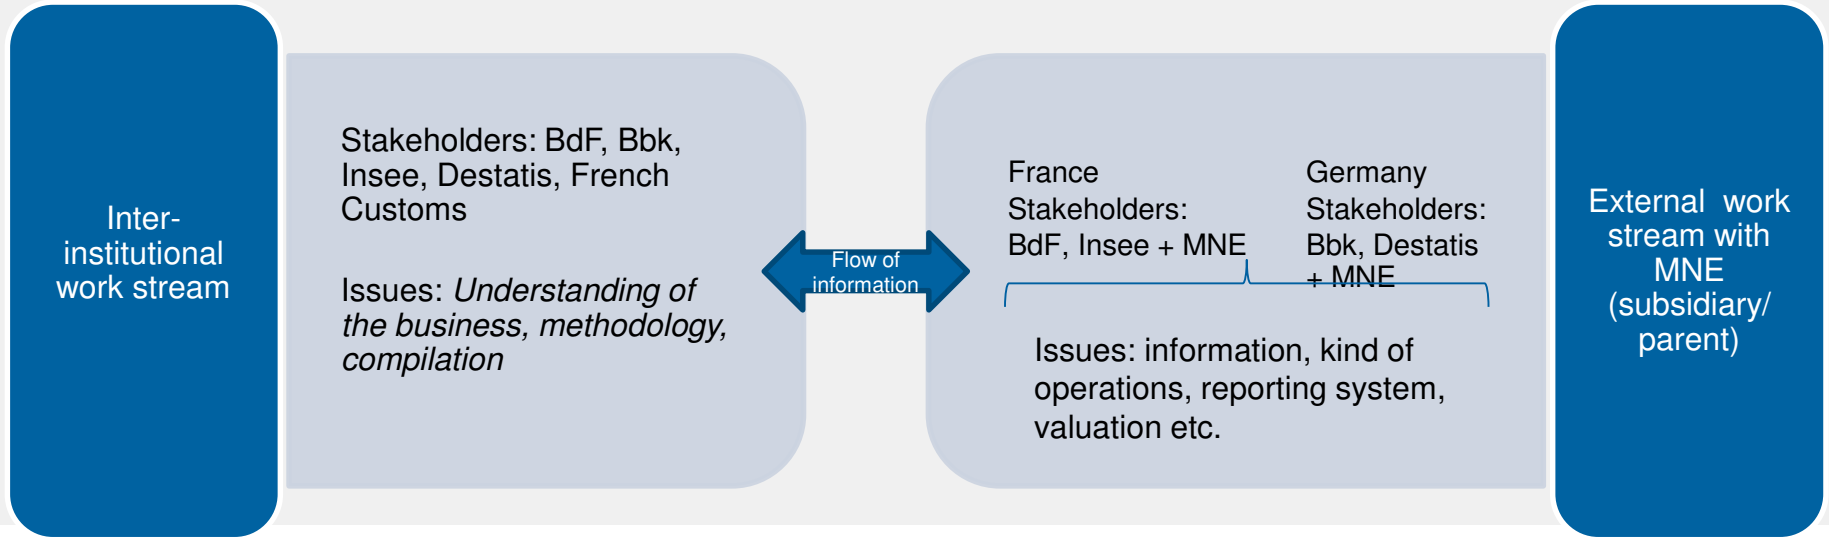 Inter-
institutional
work stream
Stakeholders: BdF, Bbk,
Insee, Destatis, French
Customs
Issues: Understanding of
the business, methodology,
compilation
Flow of
information
France
Stakeholders:
BdF, Insee + MNE
Germany
Stakeholders:
Bbk, Destatis
+ MNE
Issues: information, kind of
operations, reporting system,
valuation etc.
External work
stream with
MNE
(subsidiary/
parent)